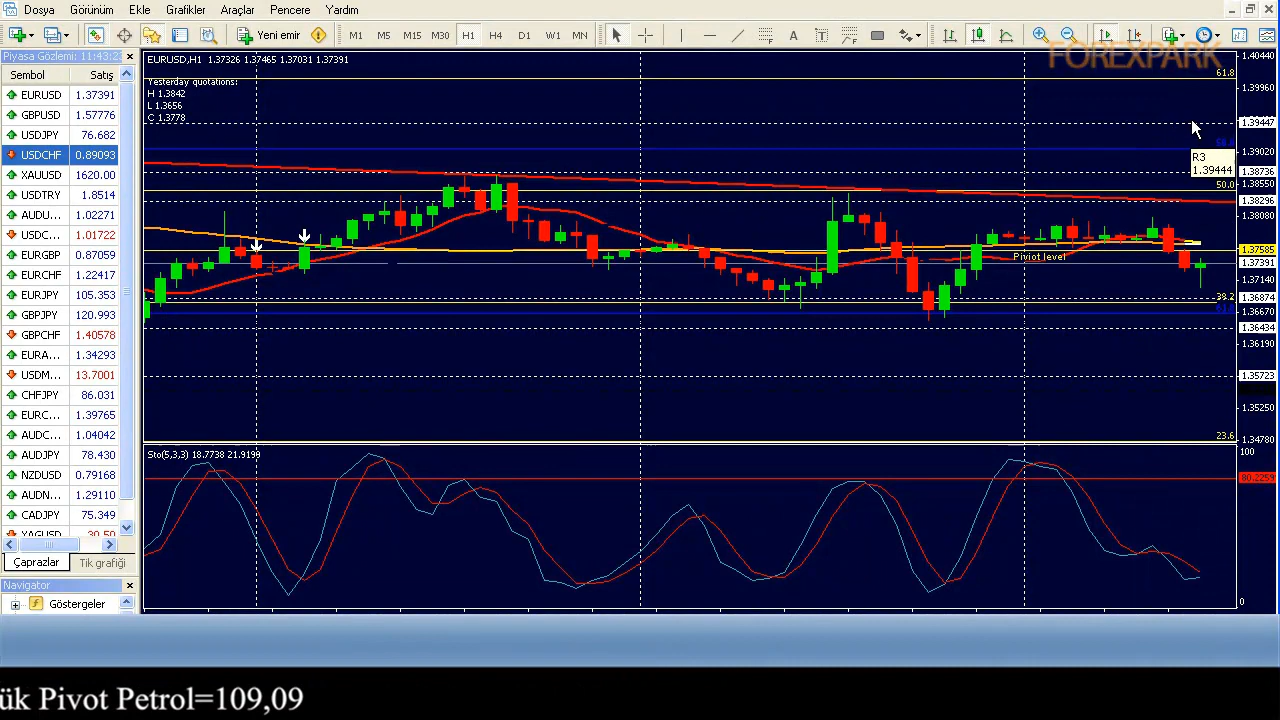 Dosya Görünüm Ekle Grafikler Araçlar Pencere Yardım
Yeni emir M1 M5 M15 M30 H1 H4 D1 W1 MN
FOREXPARK
Piyasa Gözlemi: 11:43:2
Sembol Satış
EURUSD 1.37391
GBPUSD 1.57776
USDJPY 76.682
USDCHF 0.89093
XAUUSD 1620.00
USDTRY 1.8514
AUDU... 1.02271
USDC... 1.01722
EURGBP 0.87059
EURCHF 1.22417
EURJPY 105.353
GBPJPY 120.993
GBPCHF 1.40578
EURA... 1.34293
USDM... 13.7001
CHFJPY 86.031
EURC... 1.39765
AUDC... 1.04042
AUDJPY 78.430
NZDUSD 0.79168
AUDN... 1.29110
CADJPY 75.349
XAGUSD 30.50
Çaprazlar Tik grafiği
Navigator
Göstergeler
EURUSD,H1 1.37326 1.37465 1.37031 1.37391
Yesterday quotations:
H 1.3842
L 1.3656
C 1.3778
R3
1.39444
Piviot level
61.8
50.0
38.2
61.8
23.6
1.40440
1.39960
1.39447
1.39020
1.38736
1.38550
1.38296
1.38080
1.37585
1.37391
1.37140
1.36874
1.36670
1.36434
1.36190
1.35723
1.35250
1.34780
Sto(5,3,3) 18.7738 21.9199
100
80.2259
0
ük Pivot Petrol=109,09